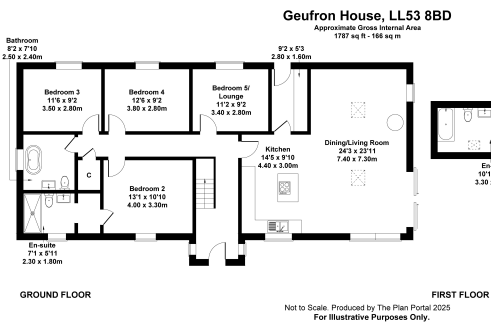 Geufron House, LL53 8BD
Approximate Gross Internal Area
1787 sq ft - 166 sq m
Bathroom
8'2 x 7'10
2.50 x 2.40m
9'2 x 5'3
2.80 x 1.60m
Bedroom 3
11'6 x 9'2
3.50 x 2.80m
Bedroom 4
12'6 x 9'2
3.80 x 2.80m
Bedroom 5/
Lounge
11'2 x 9'2
3.40 x 2.80m
Dining/Living Room
24'3 x 23'11
7.40 x 7.30m
Kitchen
14'5 x 9'10
4.40 x 3.00m
C
Bedroom 2
13'1 x 10'10
4.00 x 3.30m
En-suite
7'1 x 5'11
2.30 x 1.80m
En-
10'1
3.30
GROUND FLOOR
FIRST FLOOR
Not to Scale. Produced by The Plan Portal 2025
For Illustrative Purposes Only.